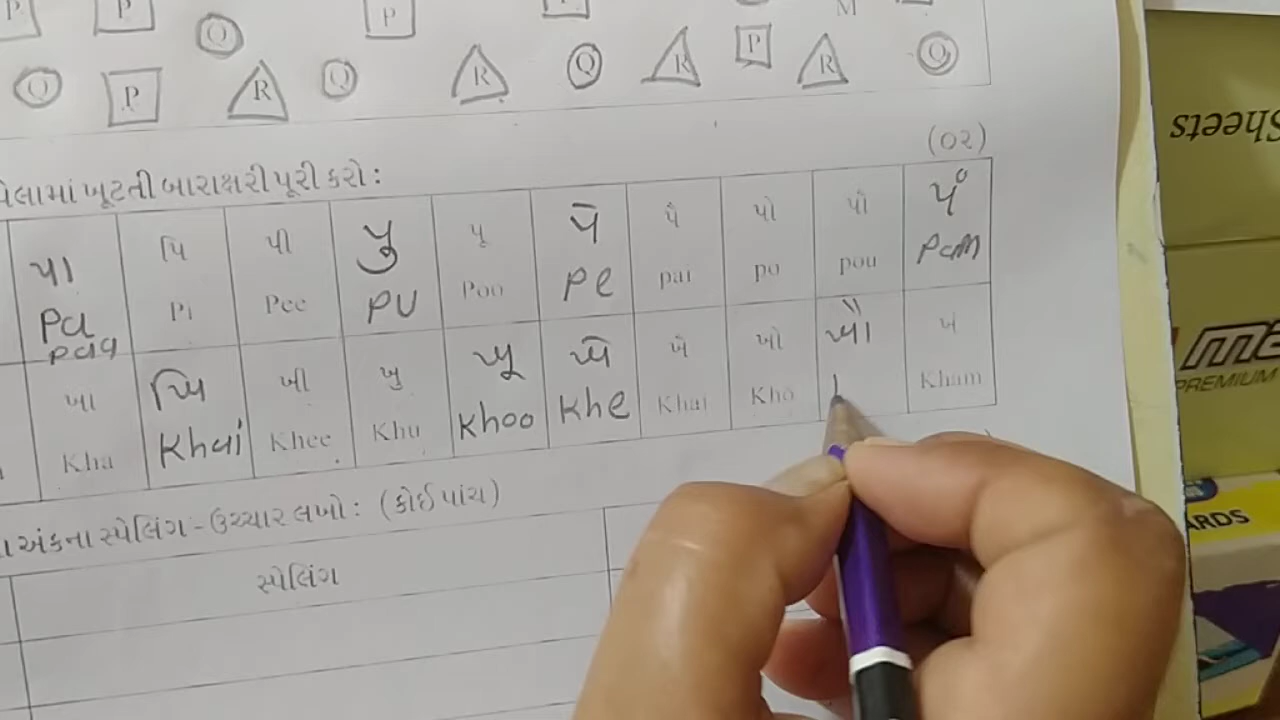 P P P M
Q
Q P R Q R Q R P R Q
(૦૨)
પેલામાં ખૂટતી બારાક્ષરી પૂરી કરો:
પા પિ પી પુ પૂ પે પૈ પો પૌ પં
Pa Pi Pee PU Poo Pe pai po pou Pam
paa
ખા ખિ ખી ખુ ખૂ ખે ખૈ ખો ખૌ ખં
Kha Khai Khee Khu Khoo Khe Khai Kho Kham
અંકના સ્પેલિંગ - ઉચ્ચાર લખો: (કોઈ પાંચ)
સ્પેલિંગ
Sheets
PREMIUM
ARDS